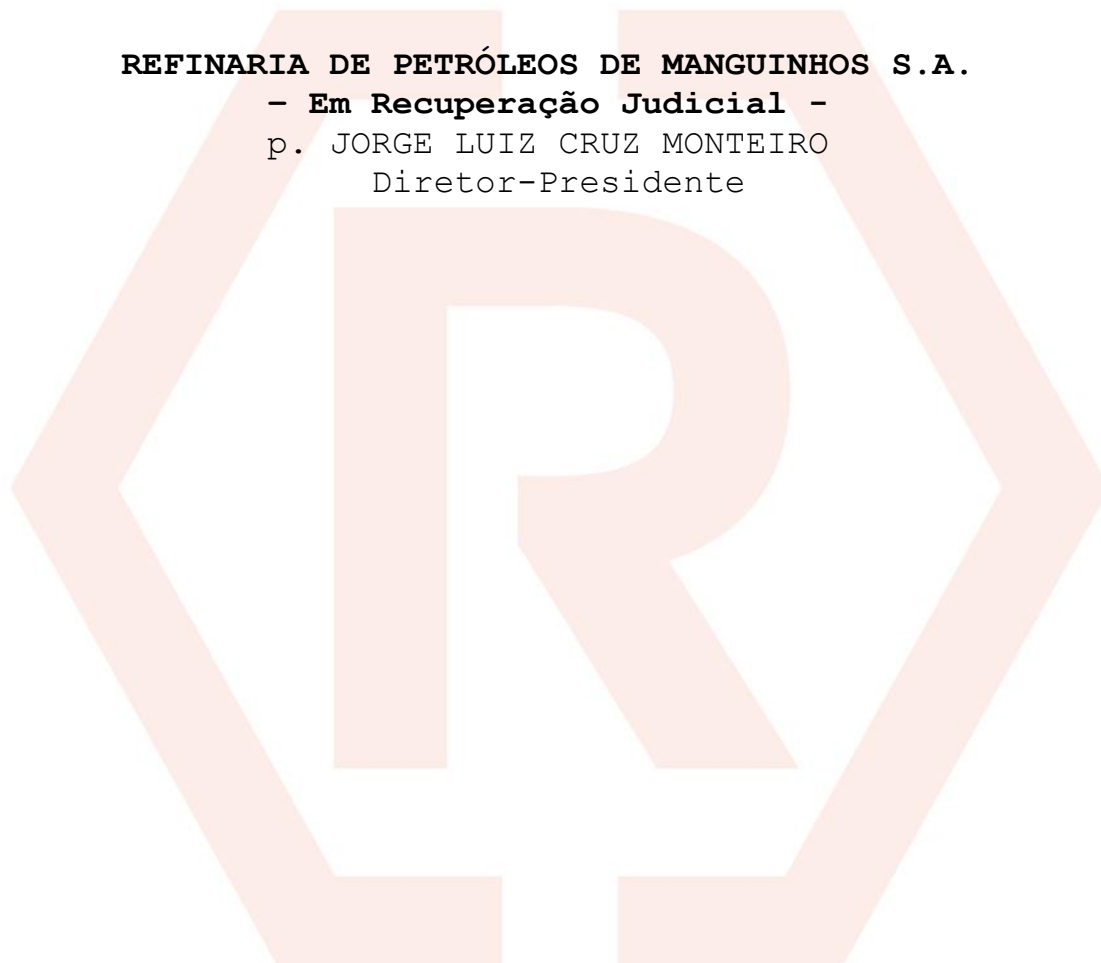 REFINARIA DE PETRÓLEOS DE MANGUINHOS S.A.
– Em Recuperação Judicial -
p. JORGE LUIZ CRUZ MONTEIRO
Diretor-Presidente
R